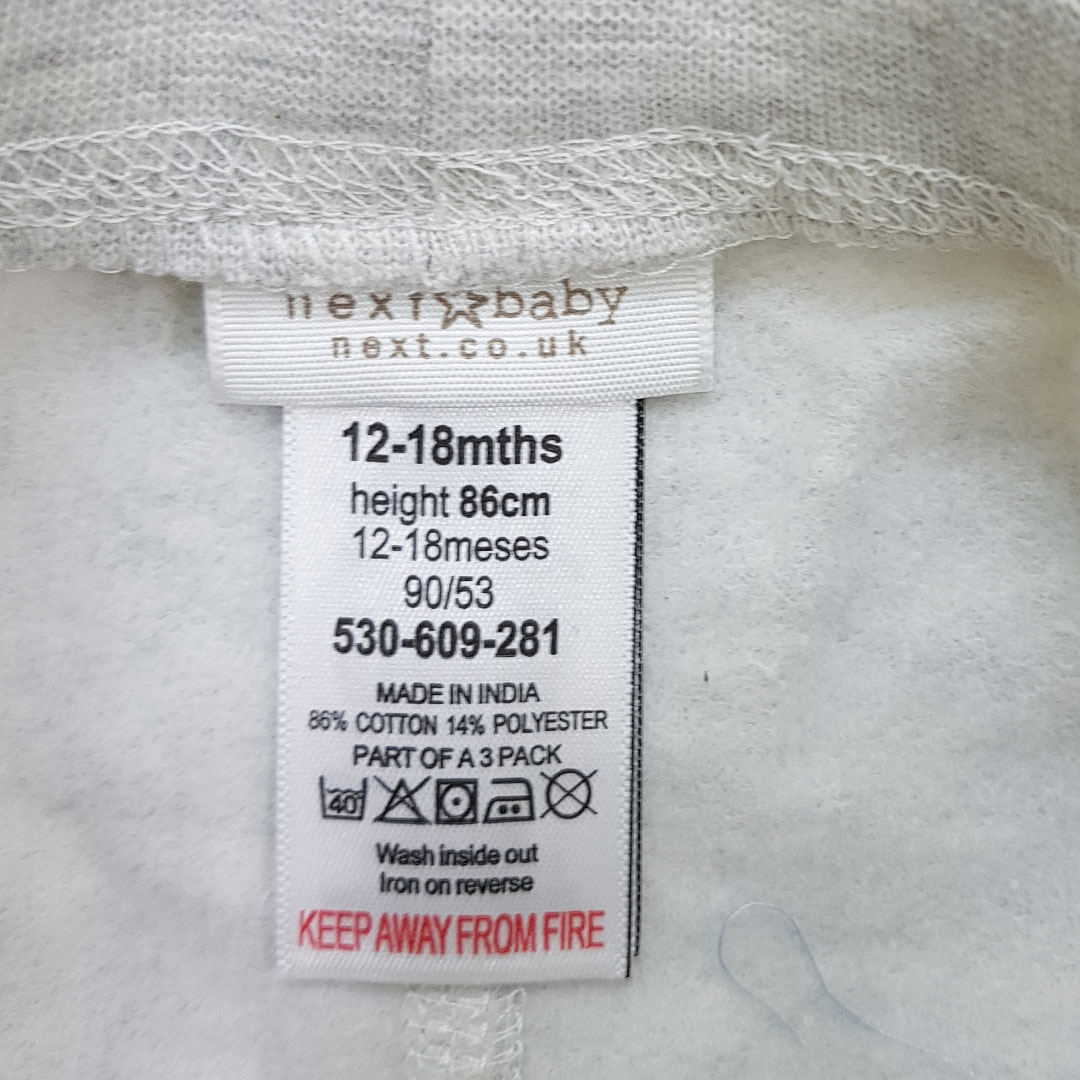 next baby
next.co.uk
12-18mths
height 86cm
12-18meses
90/53
530-609-281
MADE IN INDIA
86% COTTON 14% POLYESTER
PART OF A 3 PACK
40
Wash inside out
Iron on reverse
KEEP AWAY FROM FIRE